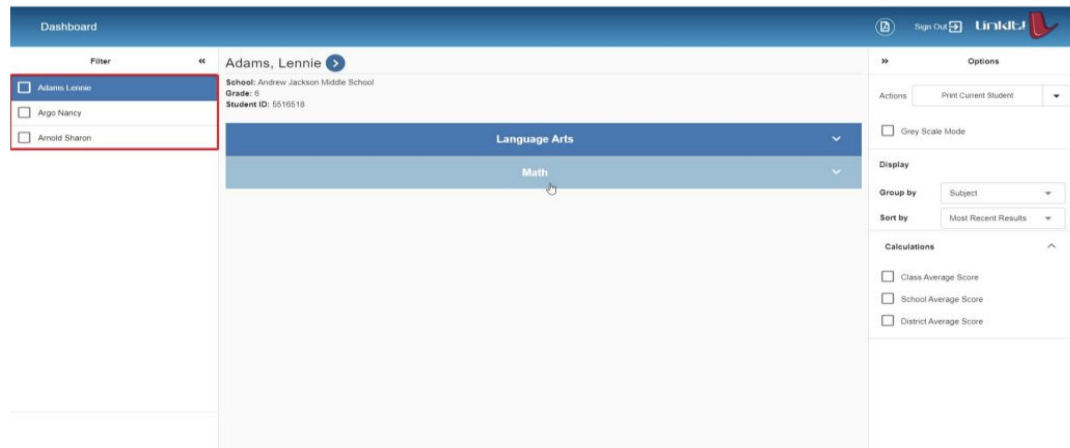 Dashboard
Sign Out
LinkIt!
Filter
Adams Lennie
Argo Nancy
Arnold Sharon
Adams, Lennie
School: Andrew Jackson Middle School
Grade: 6
Student ID: 5516518
Language Arts
Math
Options
Actions
Print Current Student
Grey Scale Mode
Display
Group by
Subject
Sort by
Most Recent Results
Calculations
Class Average Score
School Average Score
District Average Score